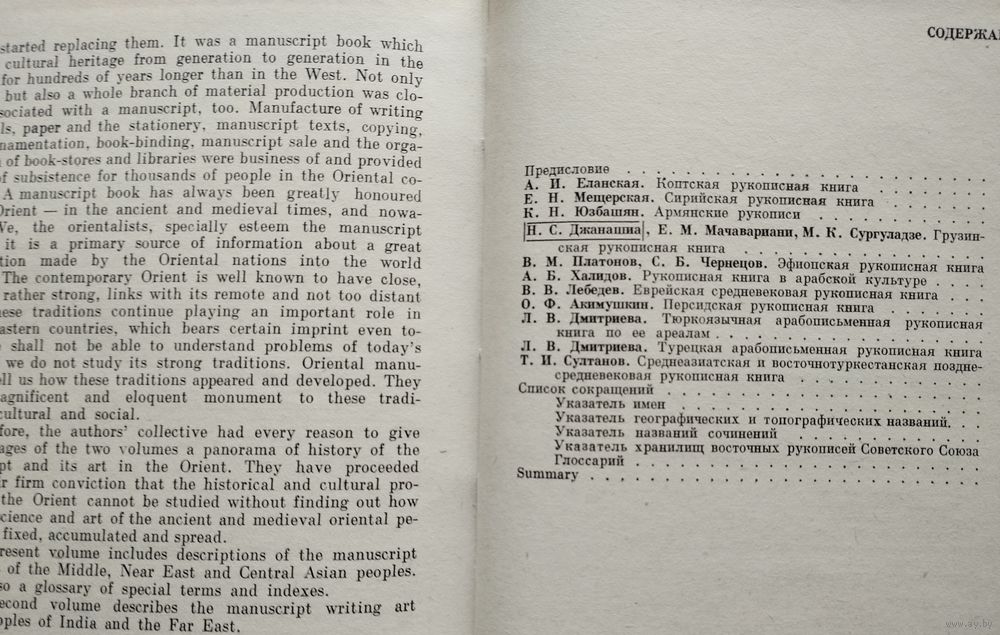 started replacing them. It was a manuscript book which
cultural heritage from generation to generation in the
for hundreds of years longer than in the West. Not only
but also a whole branch of material production was clo-
sociated with a manuscript, too. Manufacture of writing
ls, paper and the stationery, manuscript texts, copying,
namentation, book-binding, manuscript sale and the orga-
of book-stores and libraries were business of and provided
of subsistence for thousands of people in the Oriental co-
A manuscript book has always been greatly honoured
Orient — in the ancient and medieval times, and nowa-
We, the orientalists, specially esteem the manuscript
it is a primary source of information about a great
tion made by the Oriental nations into the world
The contemporary Orient is well known to have close,
rather strong, links with its remote and not too distant
hese traditions continue playing an important role in
astern countries, which bears certain imprint even to-
shall not be able to understand problems of today's
we do not study its strong traditions. Oriental manu-
ell us how these traditions appeared and developed. They
agnificent and eloquent monument to these tradi-
cultural and social.
fore, the authors' collective had every reason to give
ages of the two volumes a panorama of history of the
pt and its art in the Orient. They have proceeded
r firm conviction that the historical and cultural pro-
the Orient cannot be studied without finding out how
cience and art of the ancient and medieval oriental pe-
fixed, accumulated and spread.
resent volume includes descriptions of the manuscript
of the Middle, Near East and Central Asian peoples.
so a glossary of special terms and indexes.
econd volume describes the manuscript writing art
oples of India and the Far East.
СОДЕРЖА
Предисловие . . . . . . . . . . . . . . .
А. И. Еланская. Коптская рукописная книга . . . . . .
Е. Н. Мещерская. Сирийская рукописная книга . . . . .
К. Н. Юзбашян. Армянские рукописи . . . . . . . .
Н. С. Джанашиа, Е. М. Мачавариани, М. К. Сургуладзе. Грузин-
ская рукописная книга . . . . . . . . . . .
В. М. Платонов, С. Б. Чернецов. Эфиопская рукописная книга
А. Б. Халидов. Рукописная книга в арабской культуре . . . .
В. В. Лебедев. Еврейская средневековая рукописная книга . . .
О. Ф. Акимушкин. Персидская рукописная книга . . . . . .
Л. В. Дмитриева. Тюркоязычная арабописьменная рукописная
книга по ее ареалам . . . . . . . . . . . .
Л. В. Дмитриева. Турецкая арабописьменная рукописная книга
Т. И. Султанов. Среднеазиатская и восточнотуркестанская поздне-
средневековая рукописная книга . . . . . . . . .
Список сокращений . . . . . . . . . . . . .
Указатель имен . . . . . . . . . . . . .
Указатель географических и топографических названий. . .
Указатель названий сочинений . . . . . . . . .
Указатель хранилищ восточных рукописей Советского Союза
Глоссарий . . . . . . . . . . . . . . .
Summary . . . . . . . . . . . . . . . .
www.ay.by